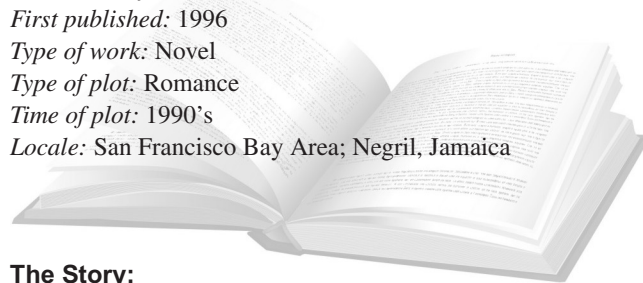 First published: 1996
Type of work: Novel
Type of plot: Romance
Time of plot: 1990's
Locale: San Francisco Bay Area; Negril, Jamaica
The Story: